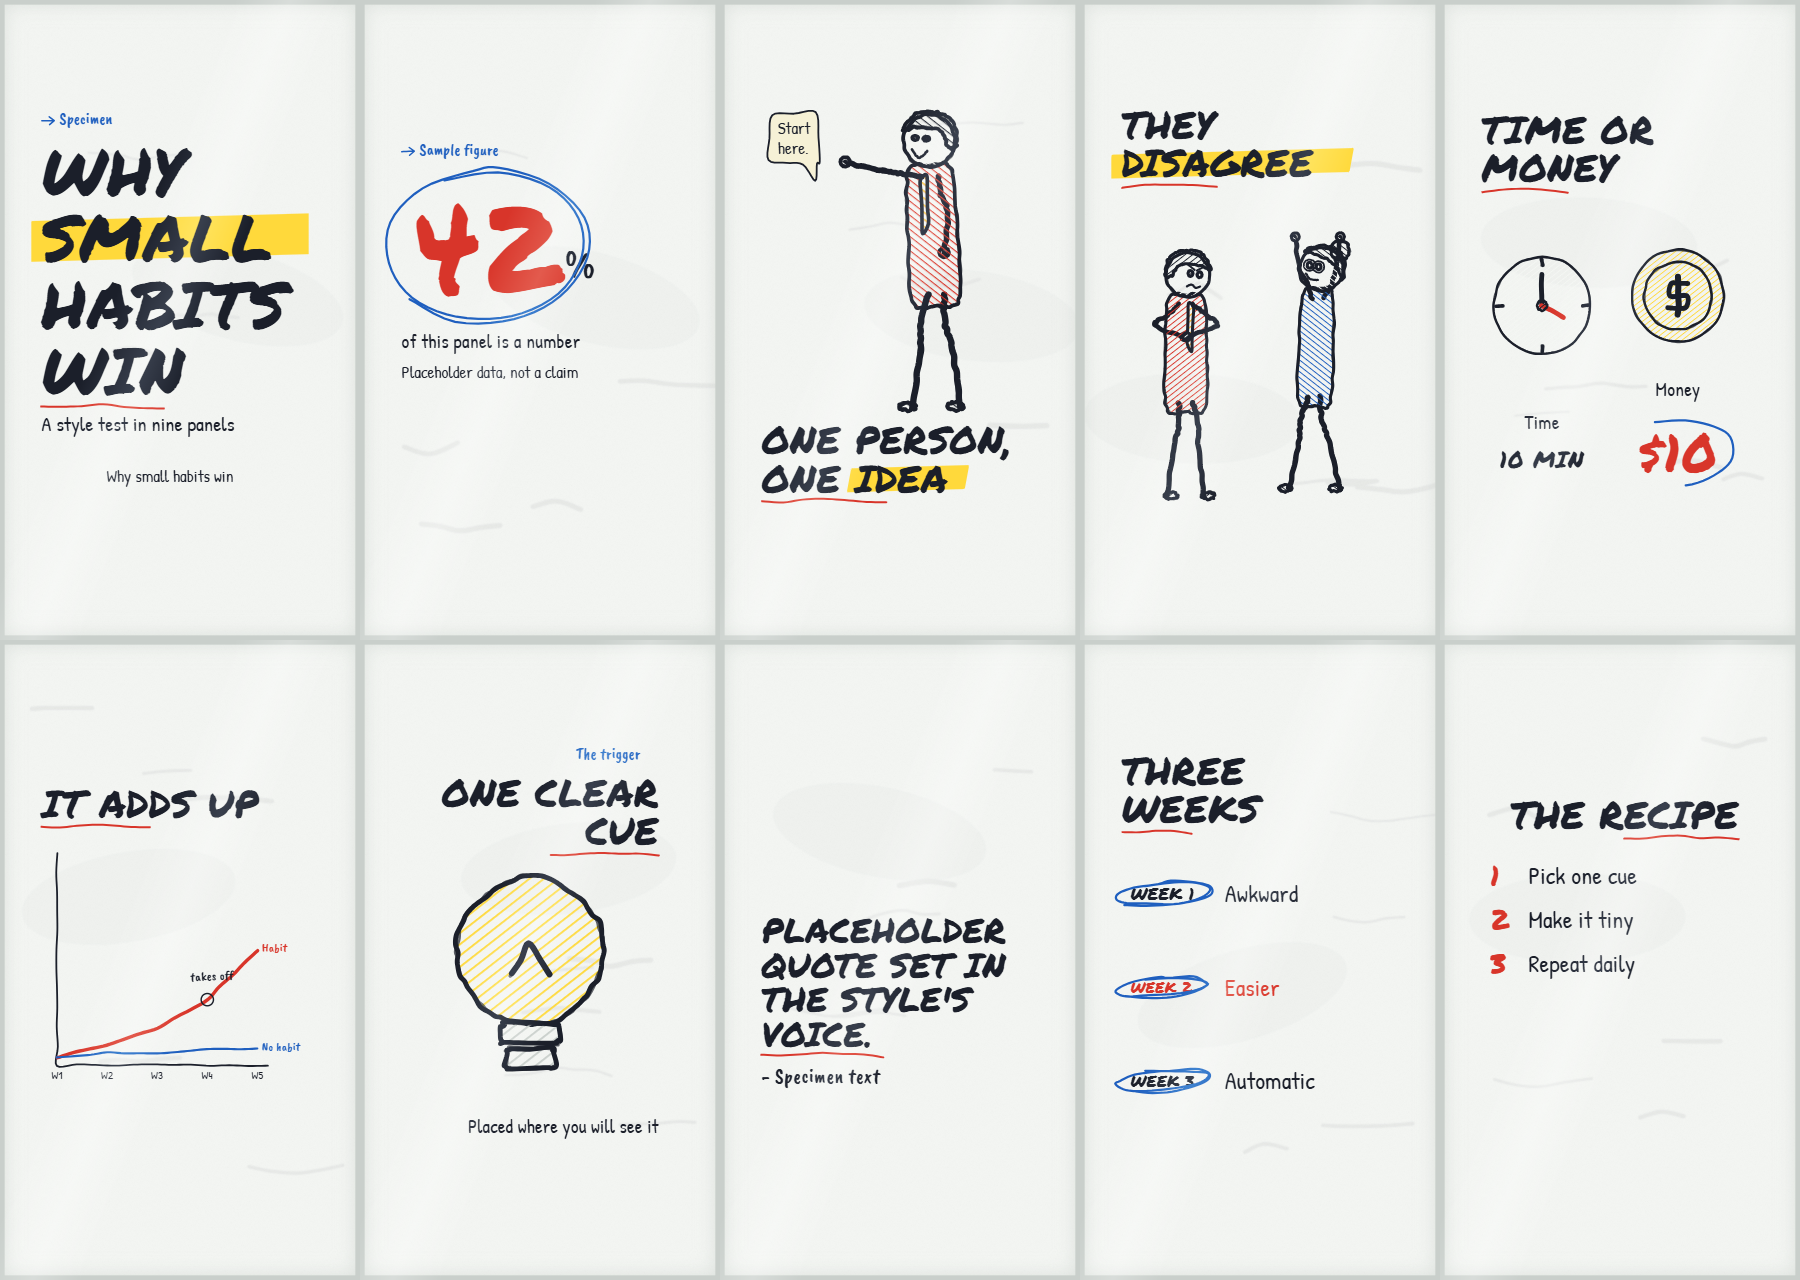 → Specimen
WHY
SMALL
HABITS
WIN
A style test in nine panels
Why small habits win
→ Sample figure
42%
of this panel is a number
Placeholder data, not a claim
Start
here.
ONE PERSON,
ONE IDEA
THEY
DISAGREE
TIME OR
MONEY
$
Money
Time
10 MIN
$10
IT ADDS UP
Habit
takes off
No habit
W1 W2 W3 W4 W5
The trigger
ONE CLEAR
CUE
Placed where you will see it
PLACEHOLDER
QUOTE SET IN
THE STYLE'S
VOICE.
- Specimen text
THREE
WEEKS
WEEK 1 Awkward
WEEK 2 Easier
WEEK 3 Automatic
THE RECIPE
1 Pick one cue
2 Make it tiny
3 Repeat daily